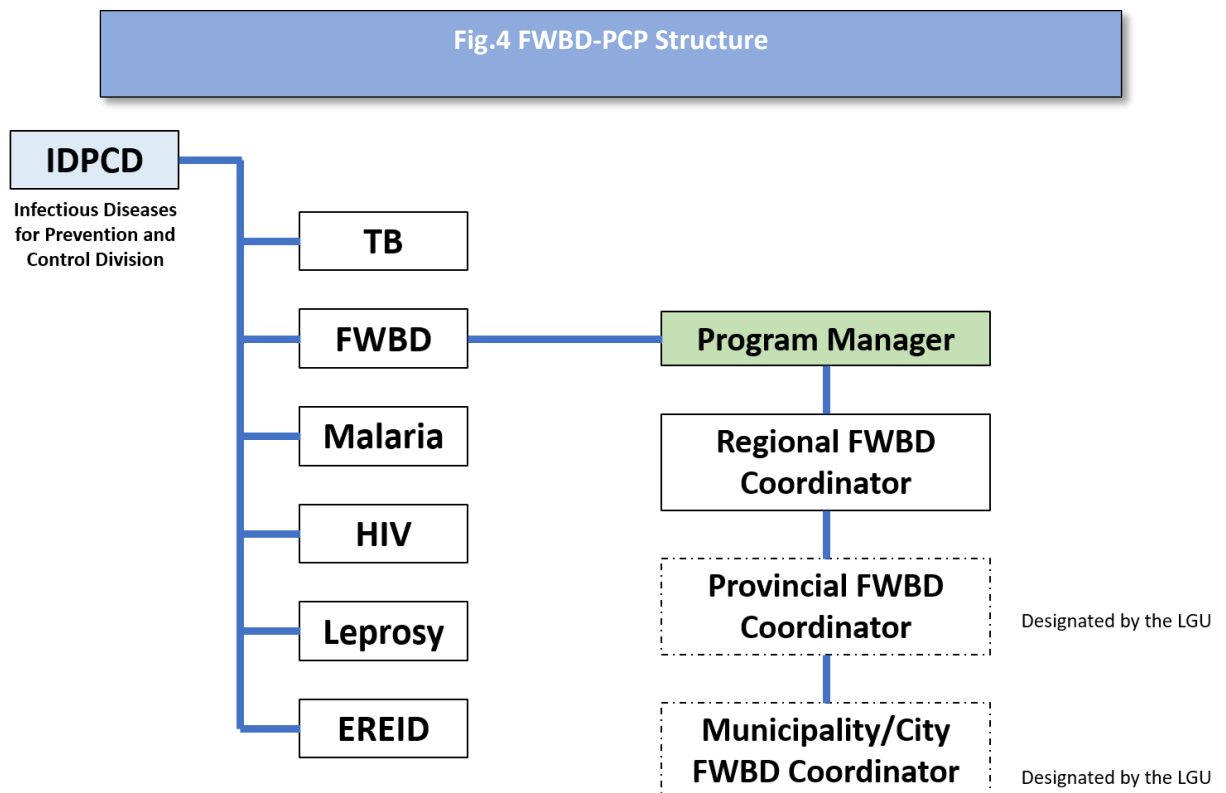 Fig.4 FWBD-PCP Structure
IDPCD
Infectious Diseases
for Prevention and
Control Division
TB
FWBD
Malaria
HIV
Leprosy
EREID
Program Manager
Regional FWBD
Coordinator
Provincial FWBD
Coordinator
Designated by the LGU
Municipality/City
FWBD Coordinator
Designated by the LGU